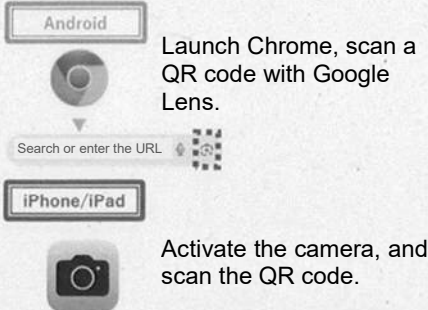 Android
Launch Chrome, scan a
QR code with Google
Lens.
Search or enter the URL
iPhone/iPad
Activate the camera, and
scan the QR code.